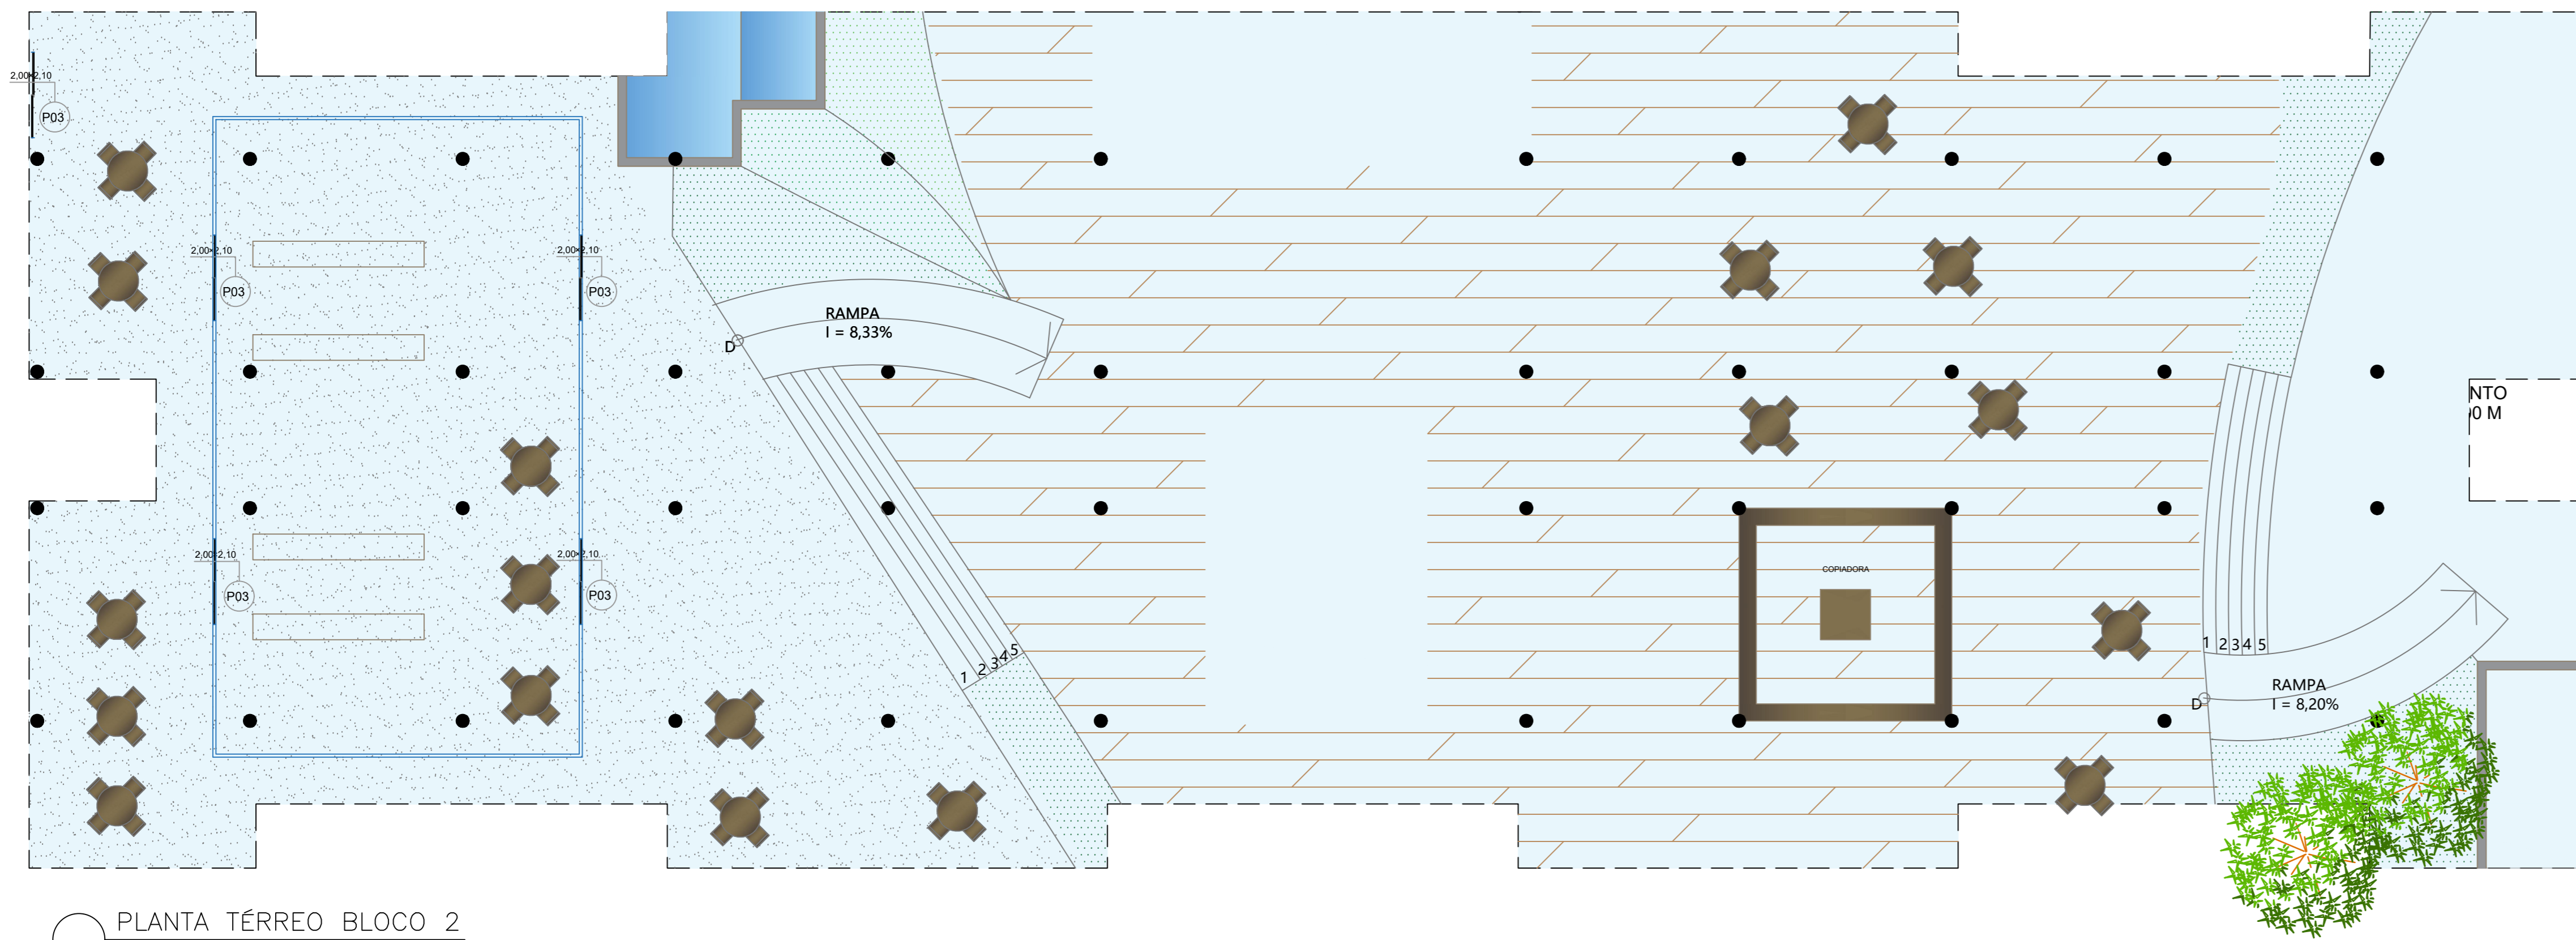 2,00×2,10
P03
2,00×2,10
P03
2,00×2,10
P03
RAMPA
I = 8,33%
D
NTO
0 M
2,00×2,10
P03
2,00×2,10
P03
COPIADORA
1 2 3 4 5
1 2 3 4 5
RAMPA
I = 8,20%
D
PLANTA TÉRREO BLOCO 2